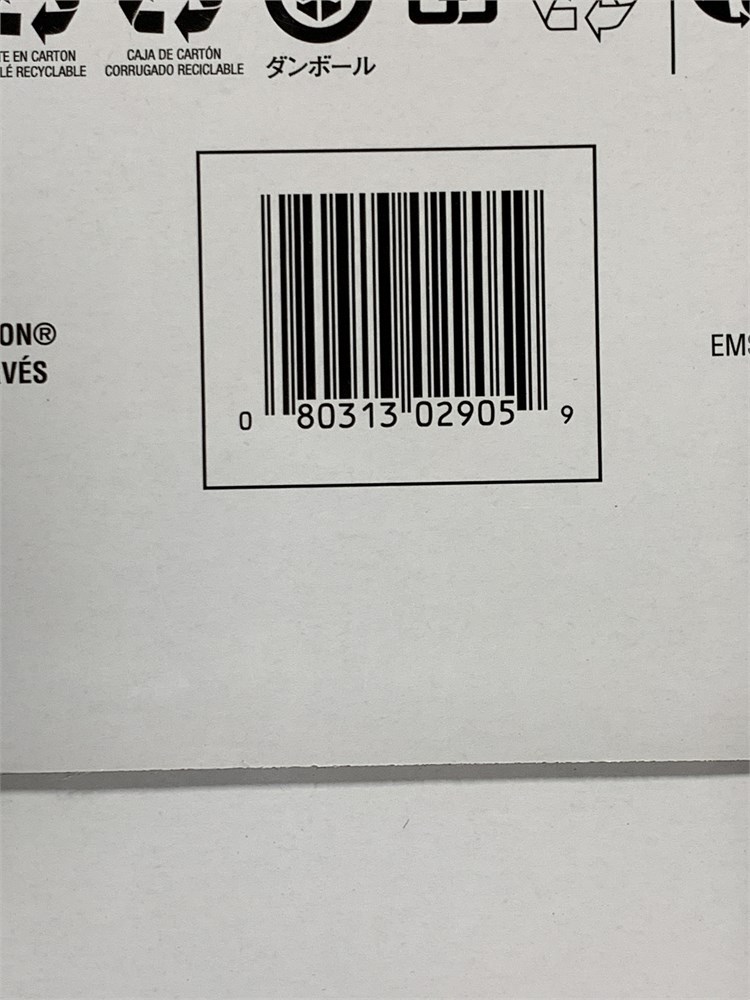 TE EN CARTON
LÉ RECYCLABLE
CAJA DE CARTÓN
CORRUGADO RECICLABLE
ダンボール
ON®
VÉS
EMS
0 80313 02905 9